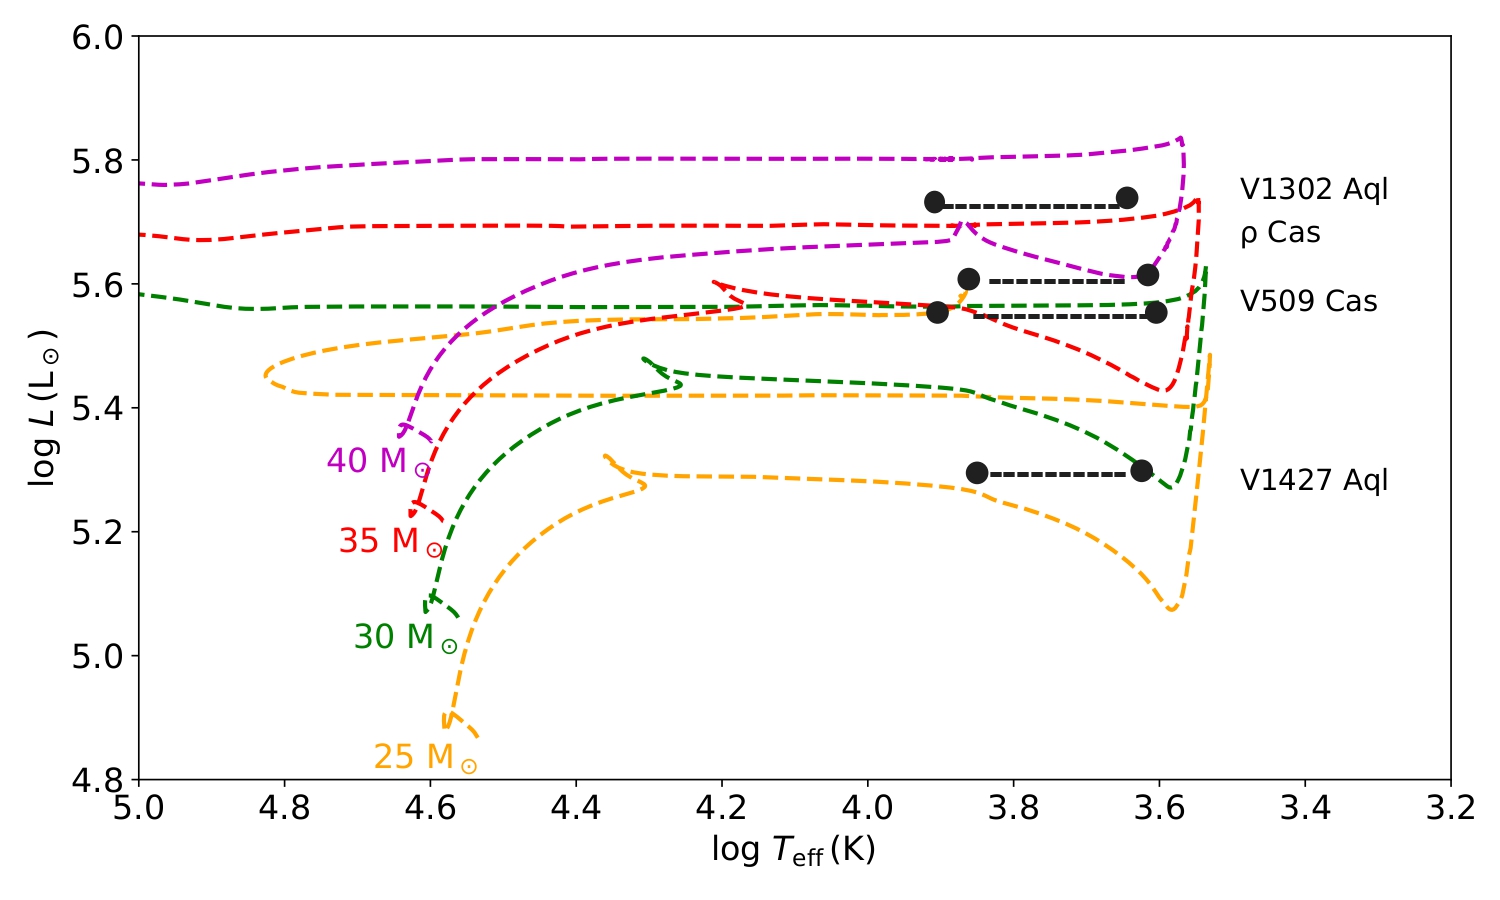 6.0
5.8
5.6
5.4
5.2
5.0
4.8
log L (L☉)
V1302 Aql
ρ Cas
V509 Cas
V1427 Aql
40 M☉
35 M☉
30 M☉
25 M☉
5.0 4.8 4.6 4.4 4.2 4.0 3.8 3.6 3.4 3.2
log Teff (K)